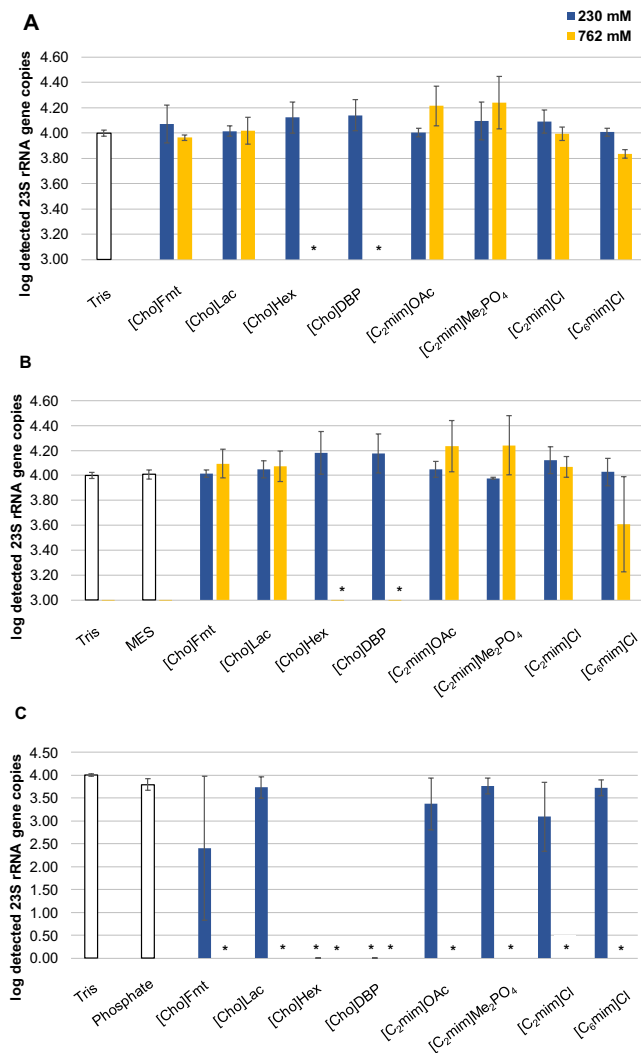 A
230 mM
762 mM
log detected 23S rRNA gene copies
4.60
4.40
4.20
4.00
3.80
3.60
3.40
3.20
3.00
* *
Tris [Cho]Fmt [Cho]Lac [Cho]Hex [Cho]DBP [C2mim]OAc [C2mim]Me2PO4 [C2mim]Cl [C6mim]Cl
B
log detected 23S rRNA gene copies
4.60
4.40
4.20
4.00
3.80
3.60
3.40
3.20
3.00
* *
Tris MES [Cho]Fmt [Cho]Lac [Cho]Hex [Cho]DBP [C2mim]OAc [C2mim]Me2PO4 [C2mim]Cl [C6mim]Cl
C
log detected 23S rRNA gene copies
4.50
4.00
3.50
3.00
2.50
2.00
1.50
1.00
0.50
0.00
* * * * * * * * * *
Tris Phosphate [Cho]Fmt [Cho]Lac [Cho]Hex [Cho]DBP [C2mim]OAc [C2mim]Me2PO4 [C2mim]Cl [C6mim]Cl